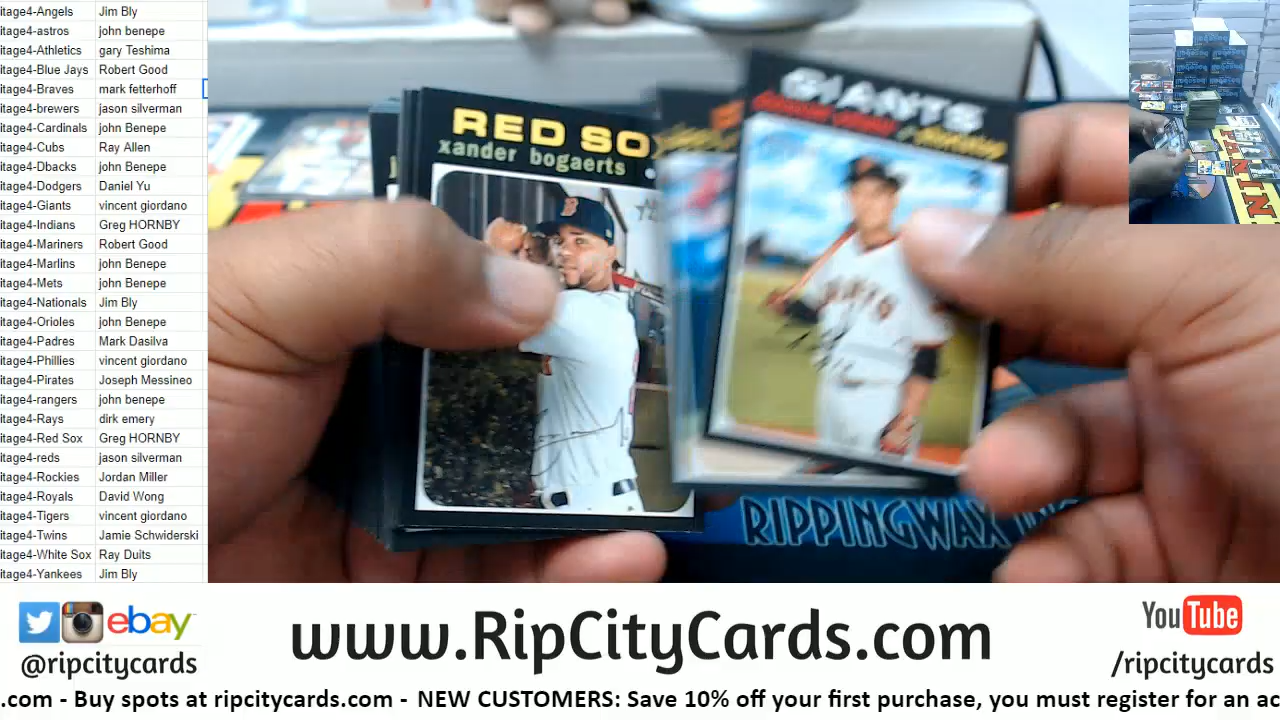 itage4-Angels Jim Bly
itage4-astros john benepe
itage4-Athletics gary Teshima
itage4-Blue Jays Robert Good
itage4-Braves mark fetterhoff
itage4-brewers jason silverman
itage4-Cardinals john Benepe
itage4-Cubs Ray Allen
itage4-Dbacks john Benepe
itage4-Dodgers Daniel Yu
itage4-Giants vincent giordano
itage4-Indians Greg HORNBY
itage4-Mariners Robert Good
itage4-Marlins john Benepe
itage4-Mets john Benepe
itage4-Nationals Jim Bly
itage4-Orioles john Benepe
itage4-Padres Mark Dasilva
itage4-Phillies vincent giordano
itage4-Pirates Joseph Messineo
itage4-rangers john benepe
itage4-Rays dirk emery
itage4-Red Sox Greg HORNBY
itage4-reds jason silverman
itage4-Rockies Jordan Miller
itage4-Royals David Wong
itage4-Tigers vincent giordano
itage4-Twins Jamie Schwiderski
itage4-White Sox Ray Duits
itage4-Yankees Jim Bly
RED SO
xander bogaerts
GIANTS
RIPPINGWAX
ebay
@ripcitycards
www.RipCityCards.com
YouTube
/ripcitycards
.com - Buy spots at ripcitycards.com - NEW CUSTOMERS: Save 10% off your first purchase, you must register for an ac